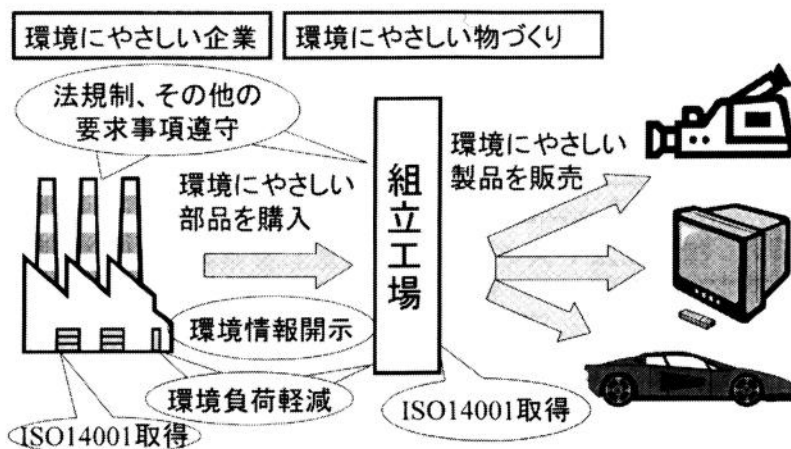 環境にやさしい企業
環境にやさしい物づくり
法規制、その他の
要求事項遵守
環境にやさしい
部品を購入
組立工場
環境にやさしい
製品を販売
環境情報開示
環境負荷軽減
ISO14001取得
ISO14001取得